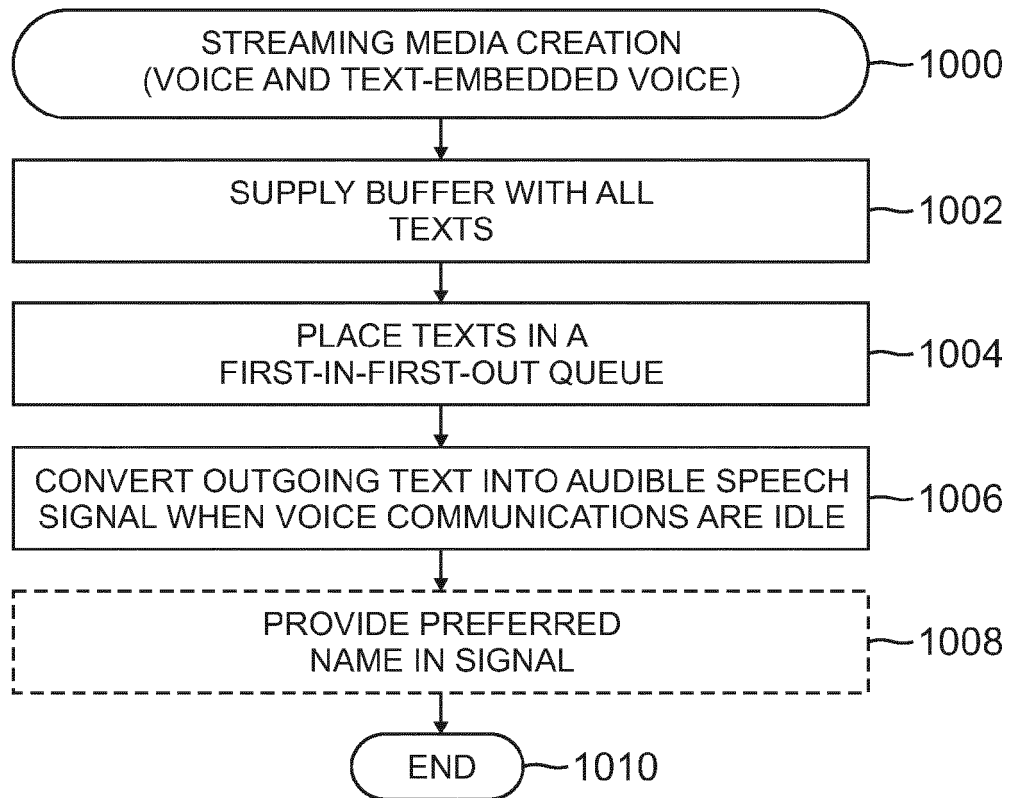 STREAMING MEDIA CREATION
(VOICE AND TEXT-EMBEDDED VOICE)
1000
SUPPLY BUFFER WITH ALL
TEXTS
1002
PLACE TEXTS IN A
FIRST-IN-FIRST-OUT QUEUE
1004
CONVERT OUTGOING TEXT INTO AUDIBLE SPEECH
SIGNAL WHEN VOICE COMMUNICATIONS ARE IDLE
1006
PROVIDE PREFERRED
NAME IN SIGNAL
1008
END
1010